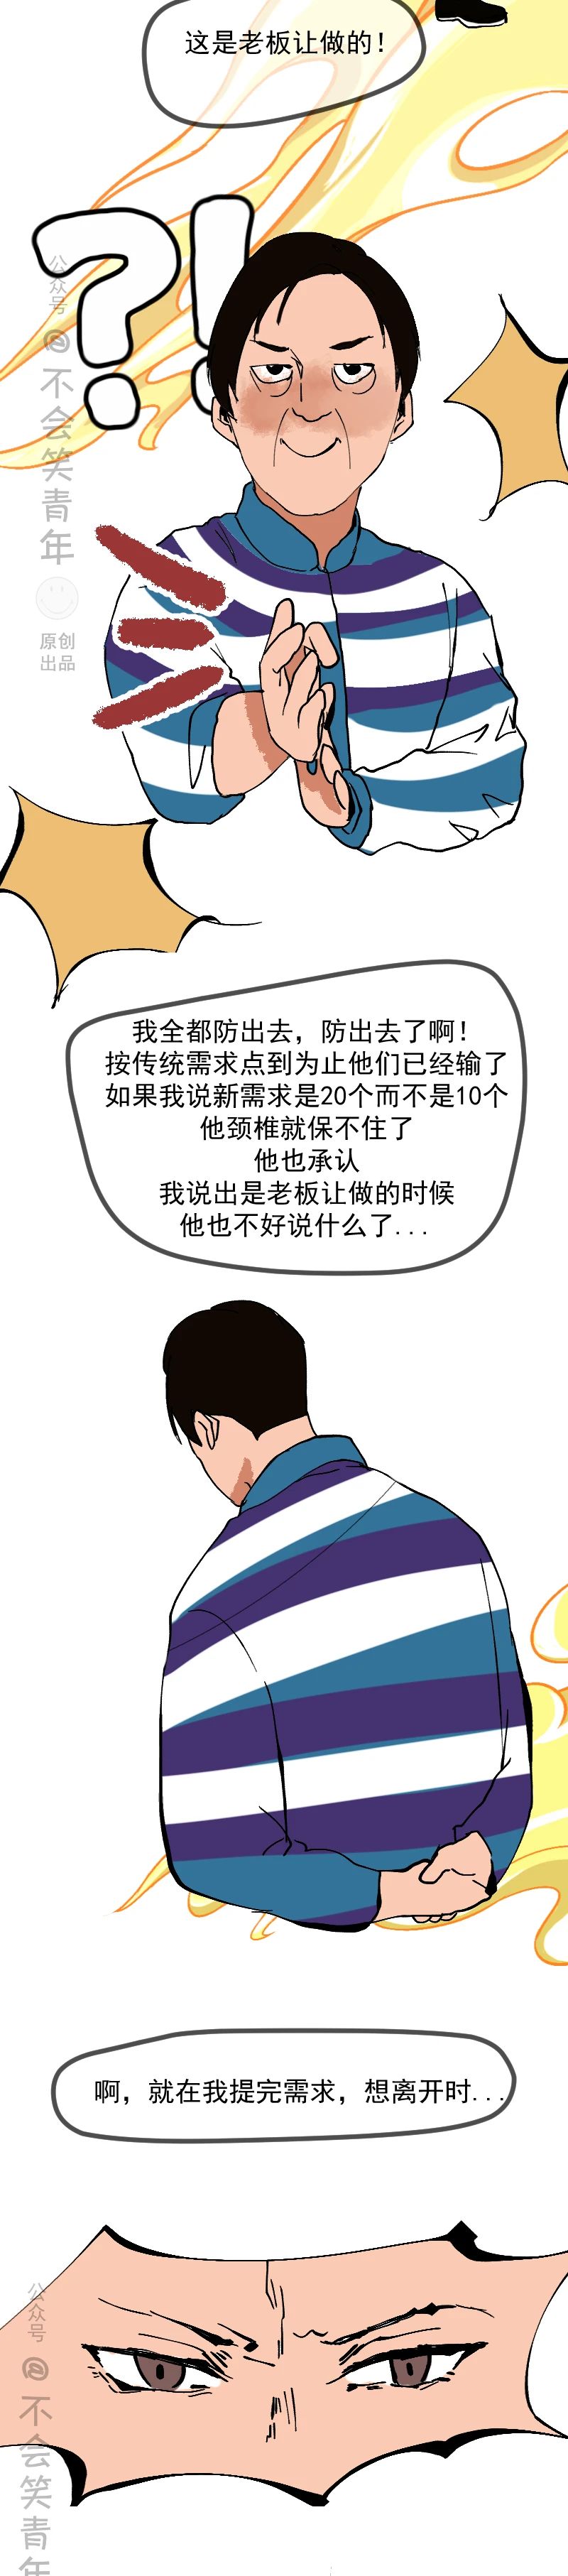 这是老板让做的！
?!
公众号@不会笑青年
原创
出品
我全都防出去，防出去了啊！
按传统需求点到为止他们已经输了
如果我说新需求是20个而不是10个
他颈椎就保不住了
他也承认
我说出是老板让做的时候
他也不好说什么了...
啊，就在我提完需求，想离开时...
公众号@不会笑青年